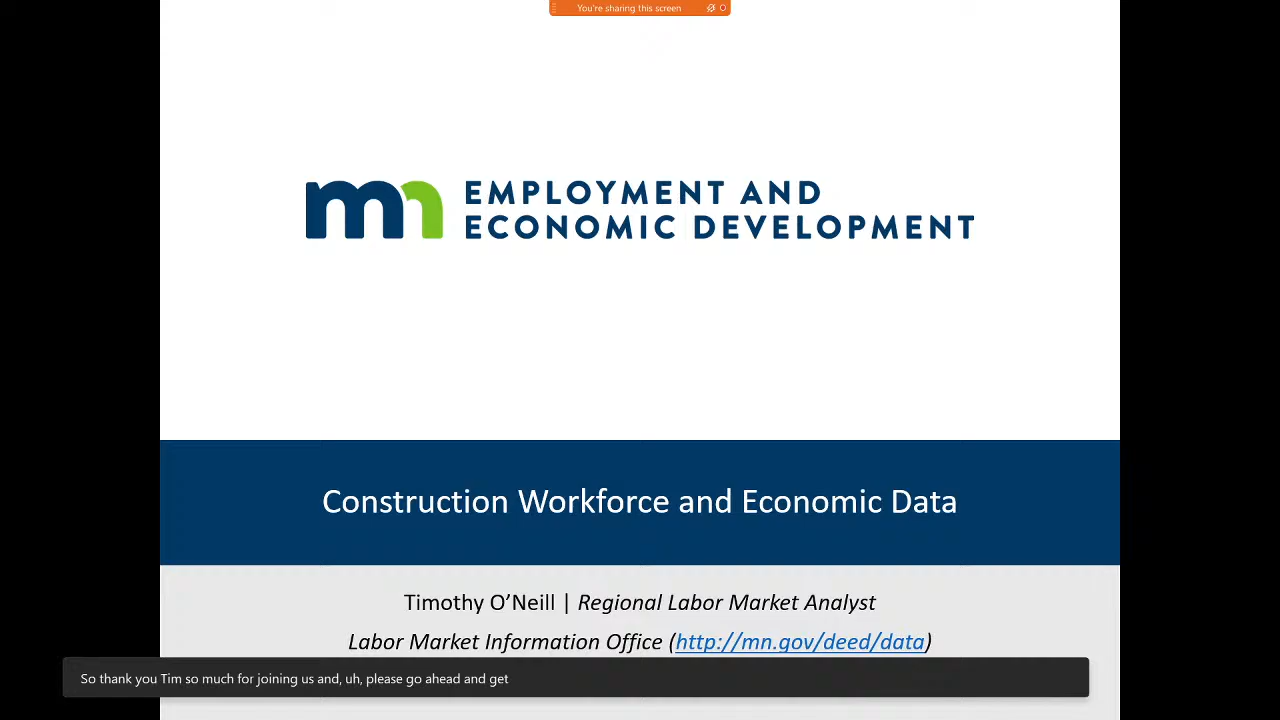 You're sharing this screen
mn EMPLOYMENT AND
ECONOMIC DEVELOPMENT
Construction Workforce and Economic Data
Timothy O’Neill | Regional Labor Market Analyst
Labor Market Information Office (http://mn.gov/deed/data)
So thank you Tim so much for joining us and, uh, please go ahead and get